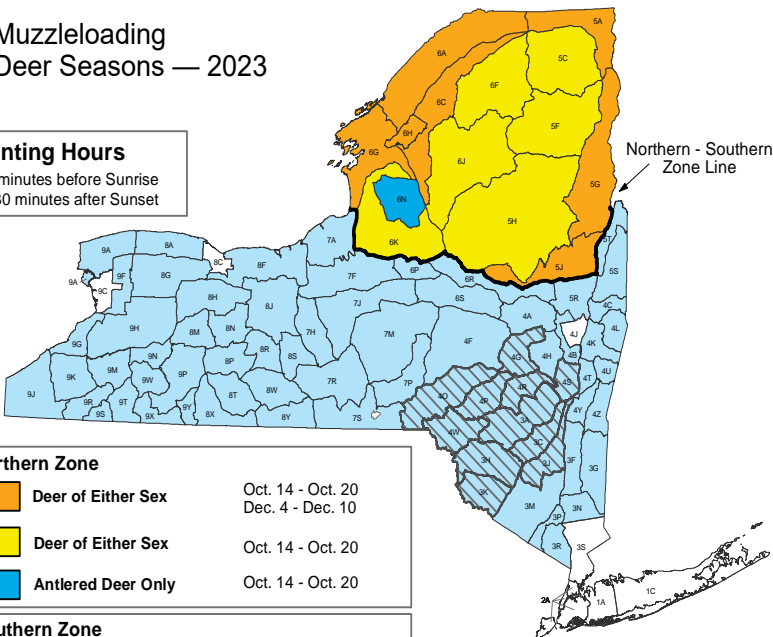 Muzzleloading
Deer Seasons — 2023
nting Hours
minutes before Sunrise
30 minutes after Sunset
Northern - Southern
Zone Line
5A
6A
5C
6F
6C
5F
6H
6G
6J
5G
6N
5H
6K
7A
5T
9A
8A
8C
8F
6P
5J
5S
9A
9F
8G
7F
6R
9C
8H
7J
6S
5R
4C
8J
4A
9G
9H
8M
8N
7H
7M
4F
4J
4L
4K
9N
8R
8S
4G
4H
4B
9K
9M
9W
9P
8P
7R
7P
4R
4S
4T
4U
9J
9R
9T
8T
8W
4O
4P
9S
9X
9Y
8X
8Y
7S
3A
4Y
4Z
4W
3C
3H
3J
3F
3G
3K
3M
3P
3N
3R
3S
2A
1A
1C
rthern Zone
Deer of Either Sex
Oct. 14 - Oct. 20
Dec. 4 - Dec. 10
Deer of Either Sex
Oct. 14 - Oct. 20
Antlered Deer Only
Oct. 14 - Oct. 20
uthern Zone